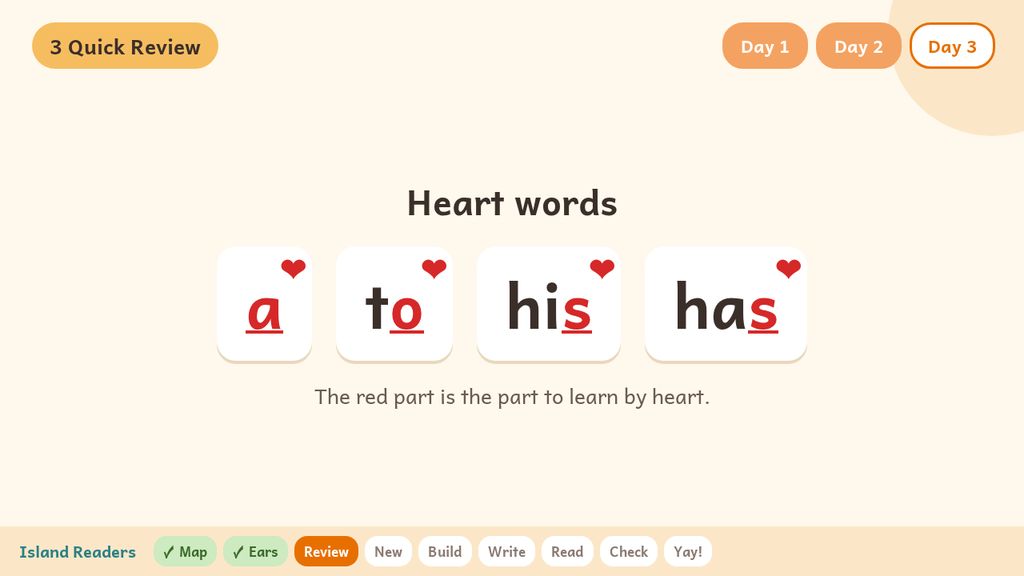 3 Quick Review
Day 1
Day 2
Day 3
Heart words
a
to
his
has
The red part is the part to learn by heart.
Island Readers
✓ Map
✓ Ears
Review
New
Build
Write
Read
Check
Yay!